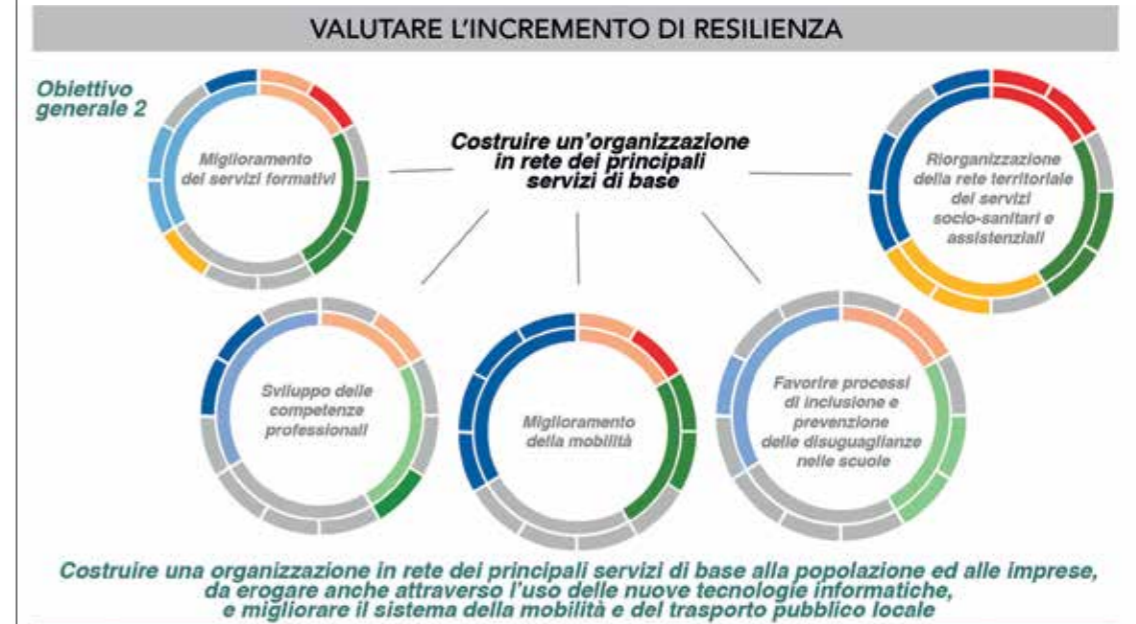 VALUTARE L'INCREMENTO DI RESILIENZA
Obiettivo
generale 2
Costruire un'organizzazione
in rete dei principali
servizi di base
Miglioramento
dei servizi formativi
Riorganizzazione
della rete territoriale
dei servizi
socio-sanitari e
assistenziali
Sviluppo delle
competenze
professionali
Miglioramento
della mobilità
Favorire processi
di inclusione e
prevenzione
delle disuguaglianze
nelle scuole
Costruire una organizzazione in rete dei principali servizi di base alla popolazione ed alle imprese,
da erogare anche attraverso l'uso delle nuove tecnologie informatiche,
e migliorare il sistema della mobilità e del trasporto pubblico locale